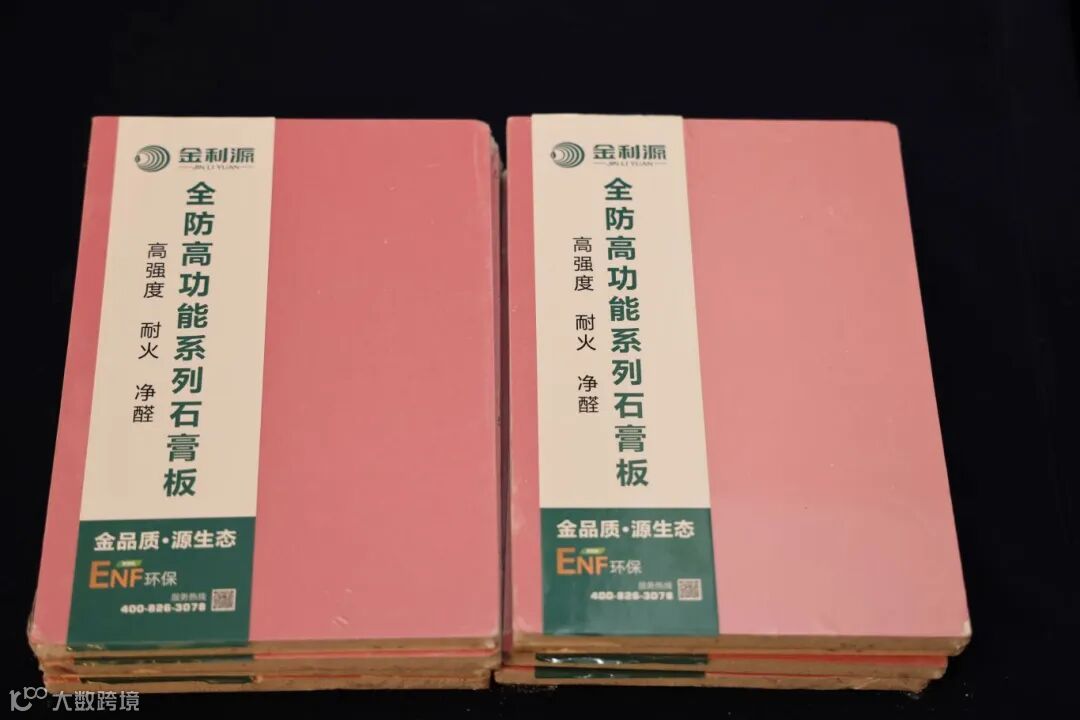 金利源
JIN LI YUAN
全防高功能系列石膏板
高强度 耐火 净醛
金品质·源生态
ENF环保
服务热线
400-826-3078
金利源
JIN LI YUAN
全防高功能系列石膏板
高强度 耐火 净醛
金品质·源生态
ENF环保
服务热线
400-826-3078
大数跨境